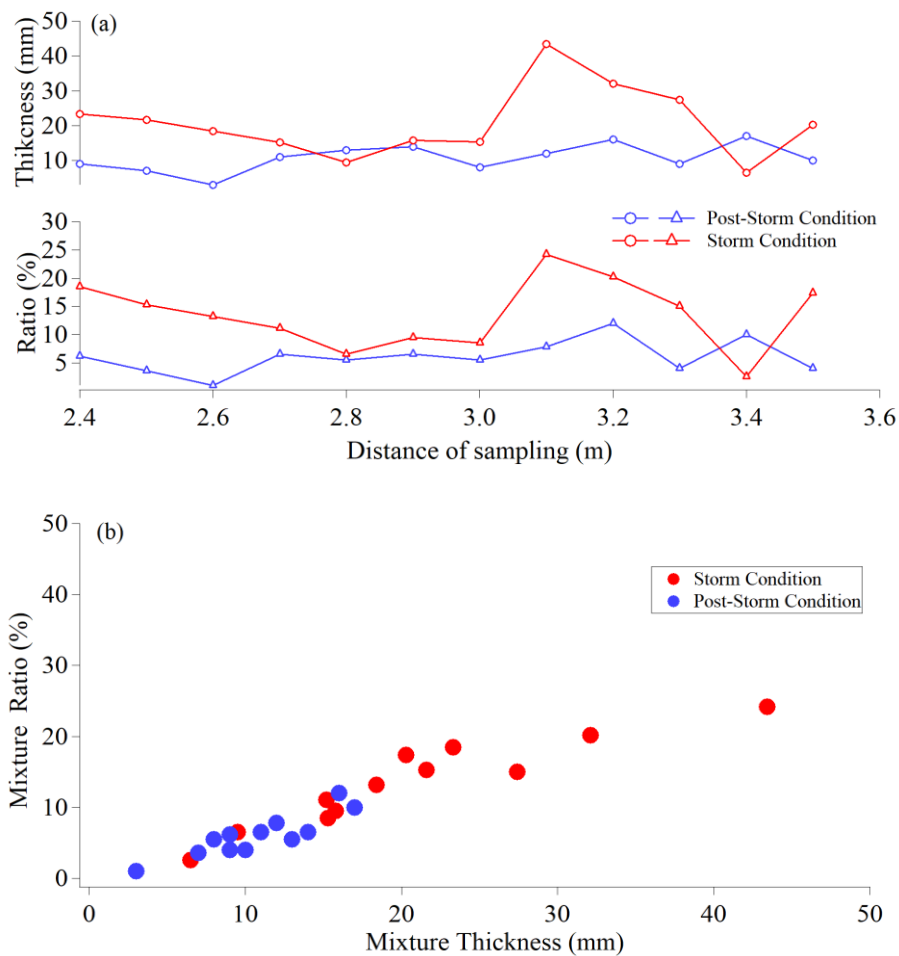 (a)
50
40
30
20
10
Thikcness (mm)
30
25
20
15
10
5
Ratio (%)
Post-Storm Condition
Storm Condition
2.4 2.6 2.8 3.0 3.2 3.4 3.6
Distance of sampling (m)
(b)
50
40
30
20
10
0
Mixture Ratio (%)
Storm Condition
Post-Storm Condition
0 10 20 30 40 50
Mixture Thickness (mm)